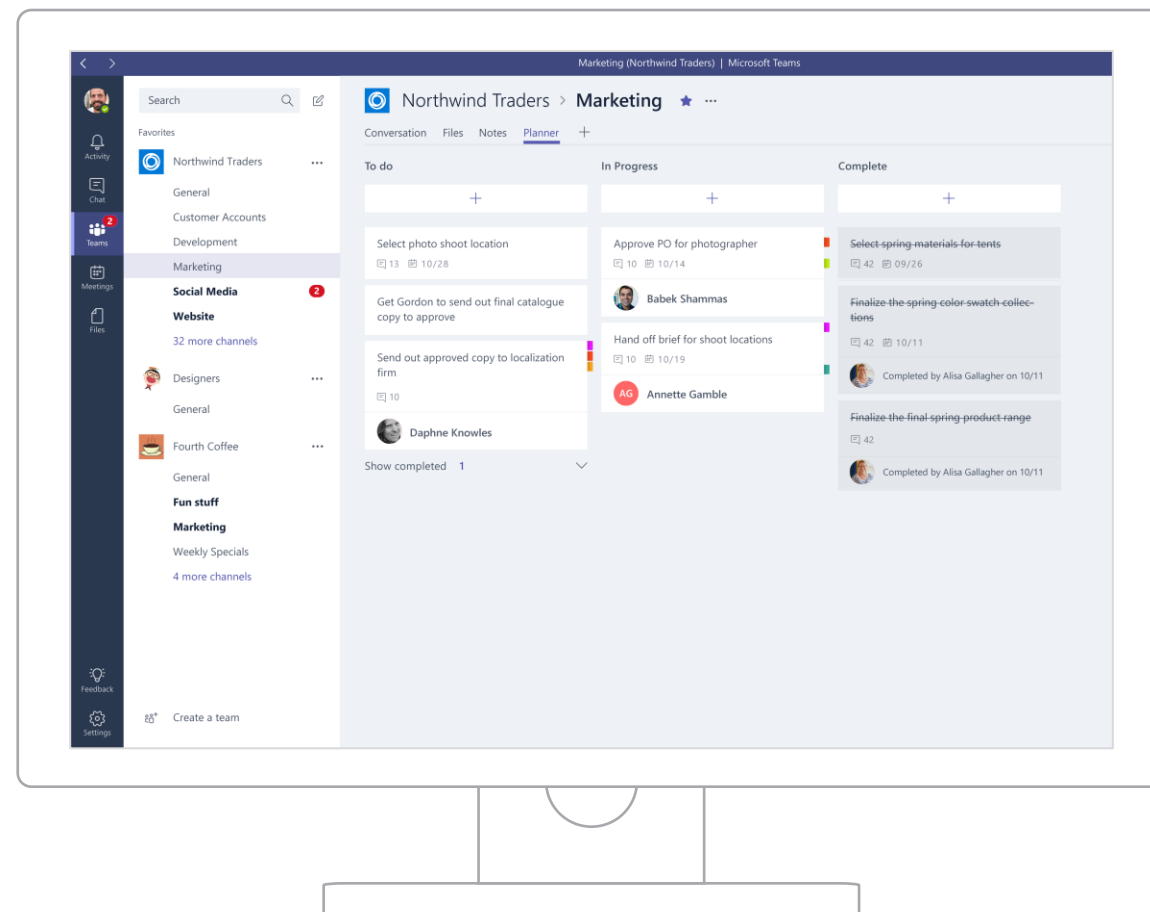 Marketing (Northwind Traders) | Microsoft Teams
Activity
Chat
2
Teams
Meetings
Files
Feedback
Settings
Search
Favorites
Northwind Traders
General
Customer Accounts
Development
Marketing
Social Media 2
Website
32 more channels
Designers
General
Fourth Coffee
General
Fun stuff
Marketing
Weekly Specials
4 more channels
Create a team
Northwind Traders > Marketing
Conversation Files Notes Planner
To do
Select photo shoot location
13 10/28
Get Gordon to send out final catalogue
copy to approve
Send out approved copy to localization
firm
10
Daphne Knowles
Show completed 1
In Progress
Approve PO for photographer
10 10/14
Babek Shammas
Hand off brief for shoot locations
10 10/19
AG Annette Gamble
Complete
Select spring materials for tents
42 09/26
Finalize the spring color swatch collec-
tions
42 10/11
Completed by Alisa Gallagher on 10/11
Finalize the final spring product range
42
Completed by Alisa Gallagher on 10/11